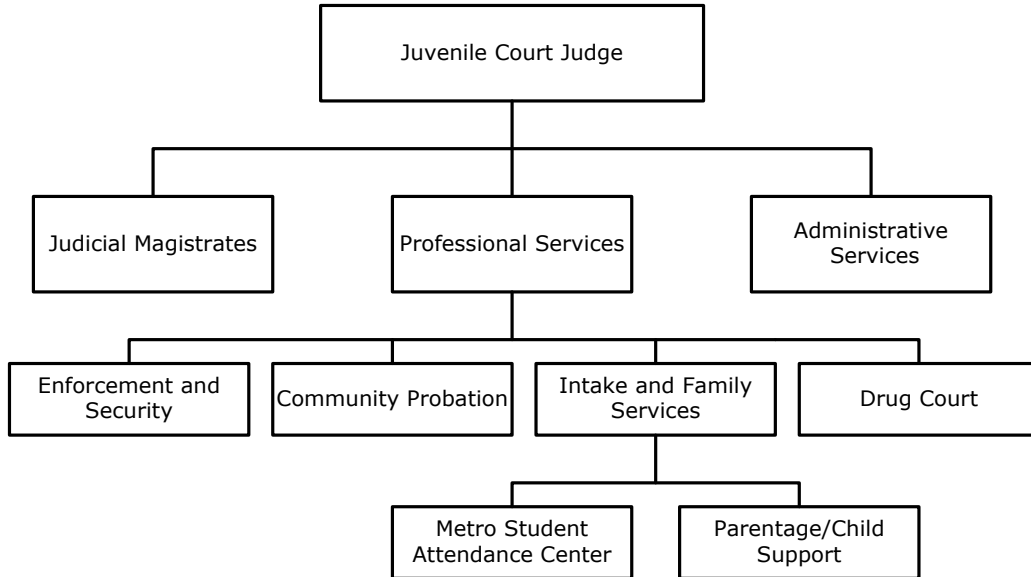 Juvenile Court Judge
Judicial Magistrates
Professional Services
Administrative
Services
Enforcement and
Security
Community Probation
Intake and Family
Services
Drug Court
Metro Student
Attendance Center
Parentage/Child
Support